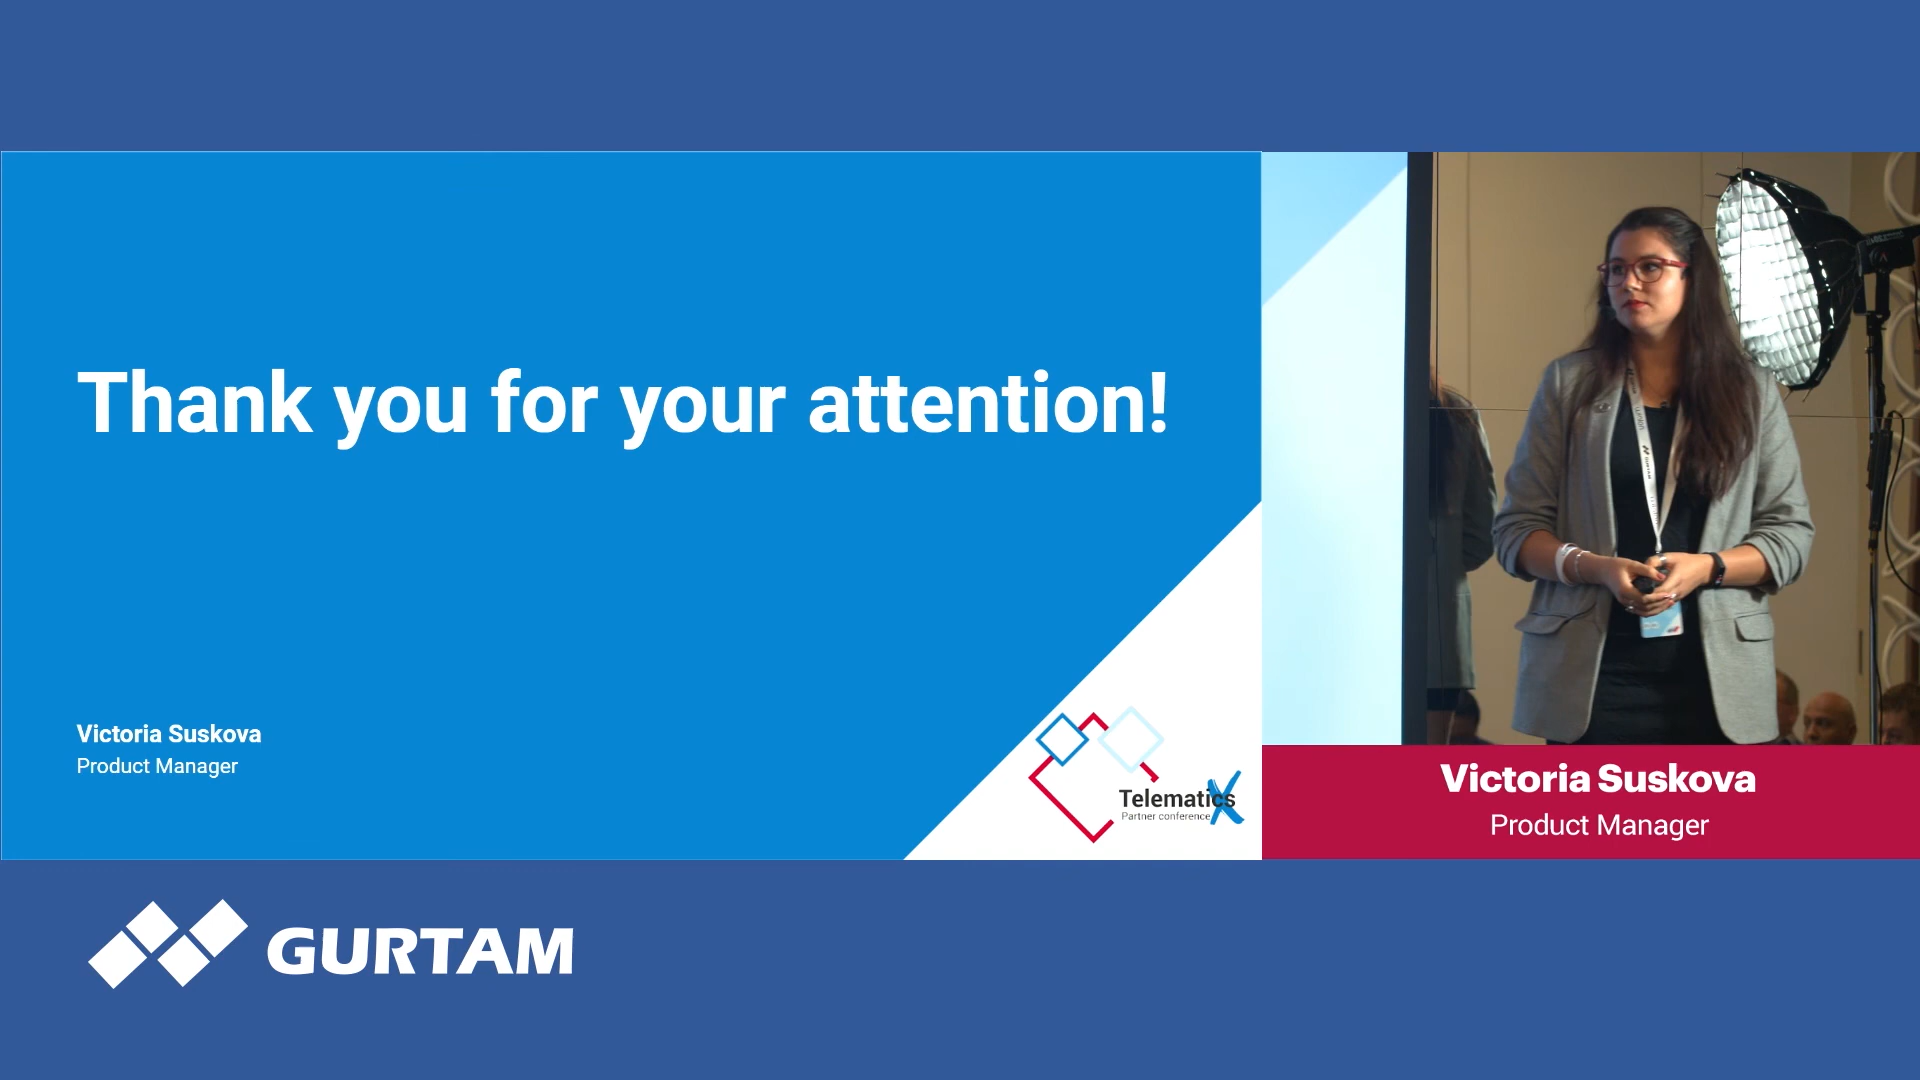 Thank you for your attention!
Victoria Suskova
Product Manager
Telematics
Partner conference
X
Victoria Suskova
Product Manager
GURTAM